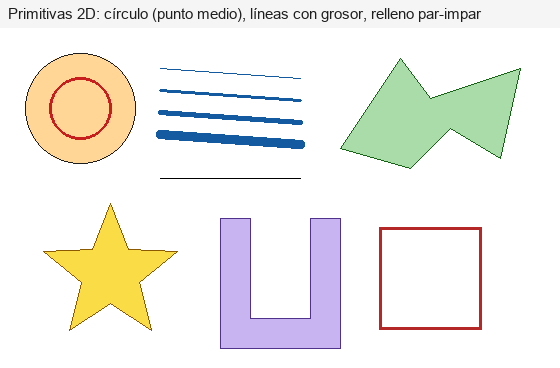 Primitivas 2D: círculo (punto medio), líneas con grosor, relleno par-impar